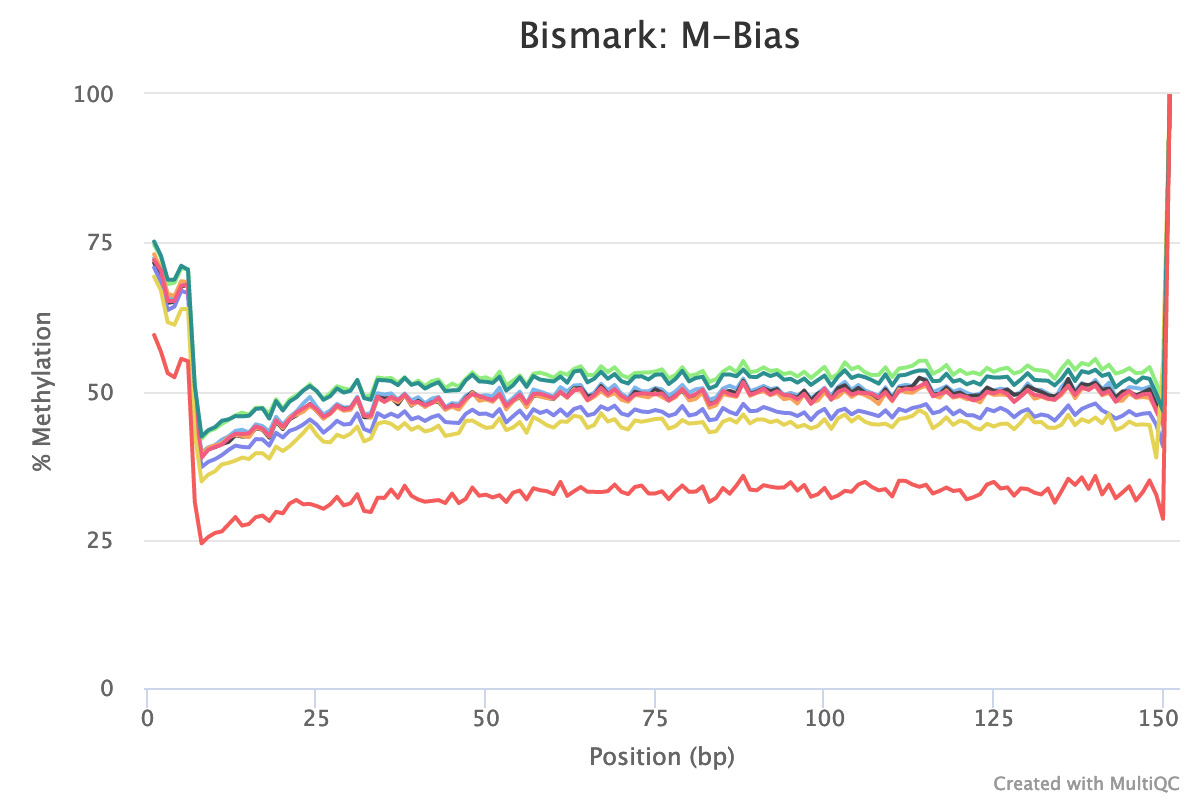 Bismark: M-Bias
100
75
50
25
0
% Methylation
0 25 50 75 100 125 150
Position (bp)
Created with MultiQC